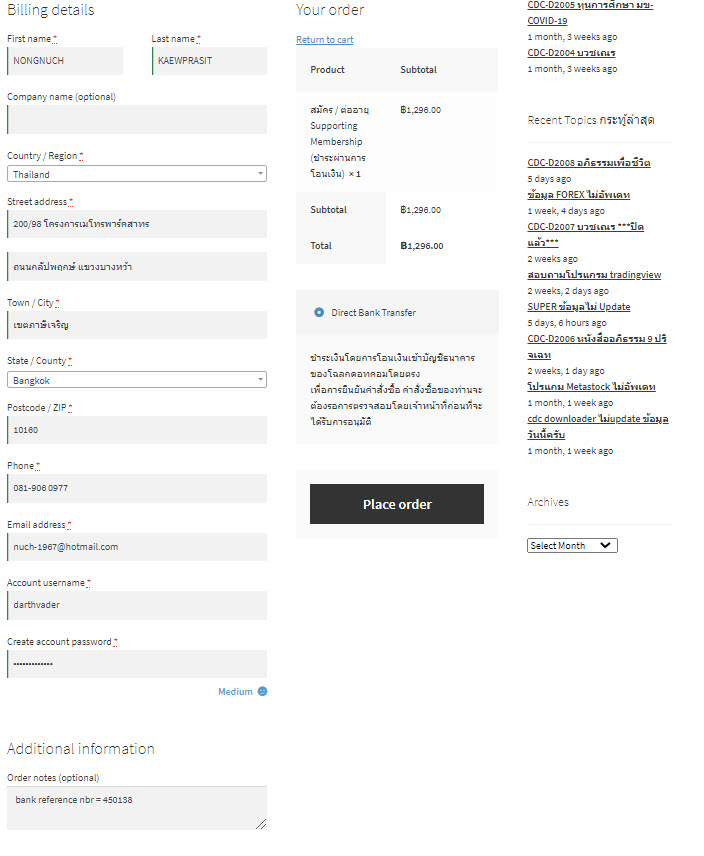 Billing details
First name *
Last name *
NONGNUCH
KAEWPRASIT
Company name (optional)
Country / Region *
Thailand
Street address *
200/98 โครงการเมโทรพาร์คสาทร
ถนนกัลปพฤกษ์ แขวงบางหว้า
Town / City *
เขตภาษีเจริญ
State / County *
Bangkok
Postcode / ZIP *
10160
Phone *
081-906 0977
Email address *
nuch-1967@hotmail.com
Account username *
darthvader
Create account password *
•••••••••••••
Medium
Additional information
Order notes (optional)
bank reference nbr = 450138
Your order
Return to cart
Product
Subtotal
สมัคร / ต่ออายุ
Supporting
Membership
(ชำระผ่านการ
โอนเงิน) × 1
฿1,296.00
Subtotal
฿1,296.00
Total
฿1,296.00
Direct Bank Transfer
ชำระเงินโดยการโอนเงินเข้าบัญชีธนาคาร
ของโฉลกดอทคอมโดยตรง
เพื่อการยืนยันคำสั่งซื้อ คำสั่งซื้อของท่านจะ
ต้องรอการตรวจสอบโดยเจ้าหน้าที่ก่อนที่จะ
ได้รับการอนุมัติ
Place order
CDC-D2005 ทุนการศึกษา มข-
COVID-19
1 month, 3 weeks ago
CDC-D2004 บวชเณร
1 month, 3 weeks ago
Recent Topics กระทู้ล่าสุด
CDC-D2008 อภิธรรมเพื่อชีวิต
5 days ago
ข้อมูล FOREX ไม่อัพเดท
1 week, 4 days ago
CDC-D2007 บวชเณร ***ปิด
แล้ว***
2 weeks ago
สอบถามโปรแกรม tradingview
2 weeks, 2 days ago
SUPER ข้อมูลไม่ Update
5 days, 6 hours ago
CDC-D2006 หนังสืออภิธรรม 9 ปริ
จเฉท
2 weeks, 1 day ago
โปรแกม Metastock ไม่อัพเดท
1 month, 1 week ago
cdc downloader ไม่update ข้อมูล
วันนี้ครับ
1 month, 1 week ago
Archives
Select Month